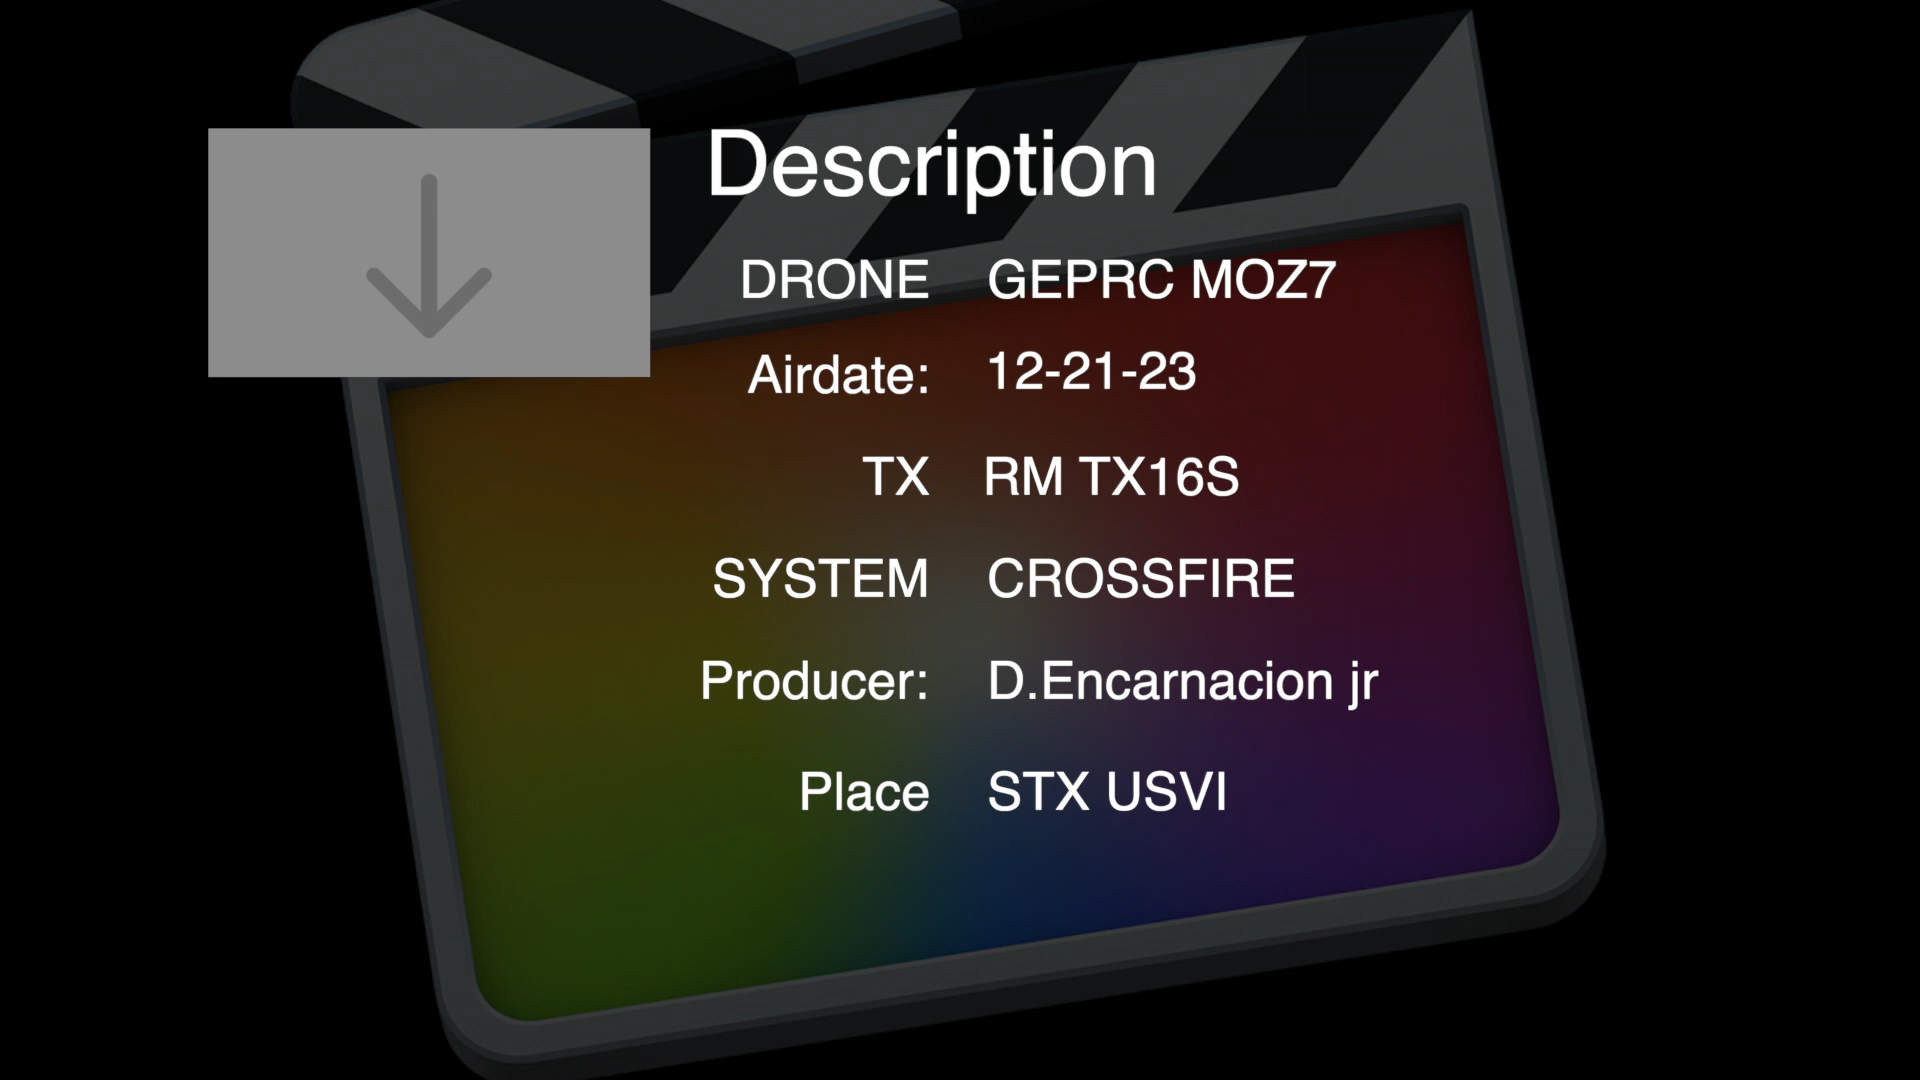 Description
DRONE GEPRC MOZ7
Airdate: 12-21-23
TX RM TX16S
SYSTEM CROSSFIRE
Producer: D.Encarnacion jr
Place STX USVI